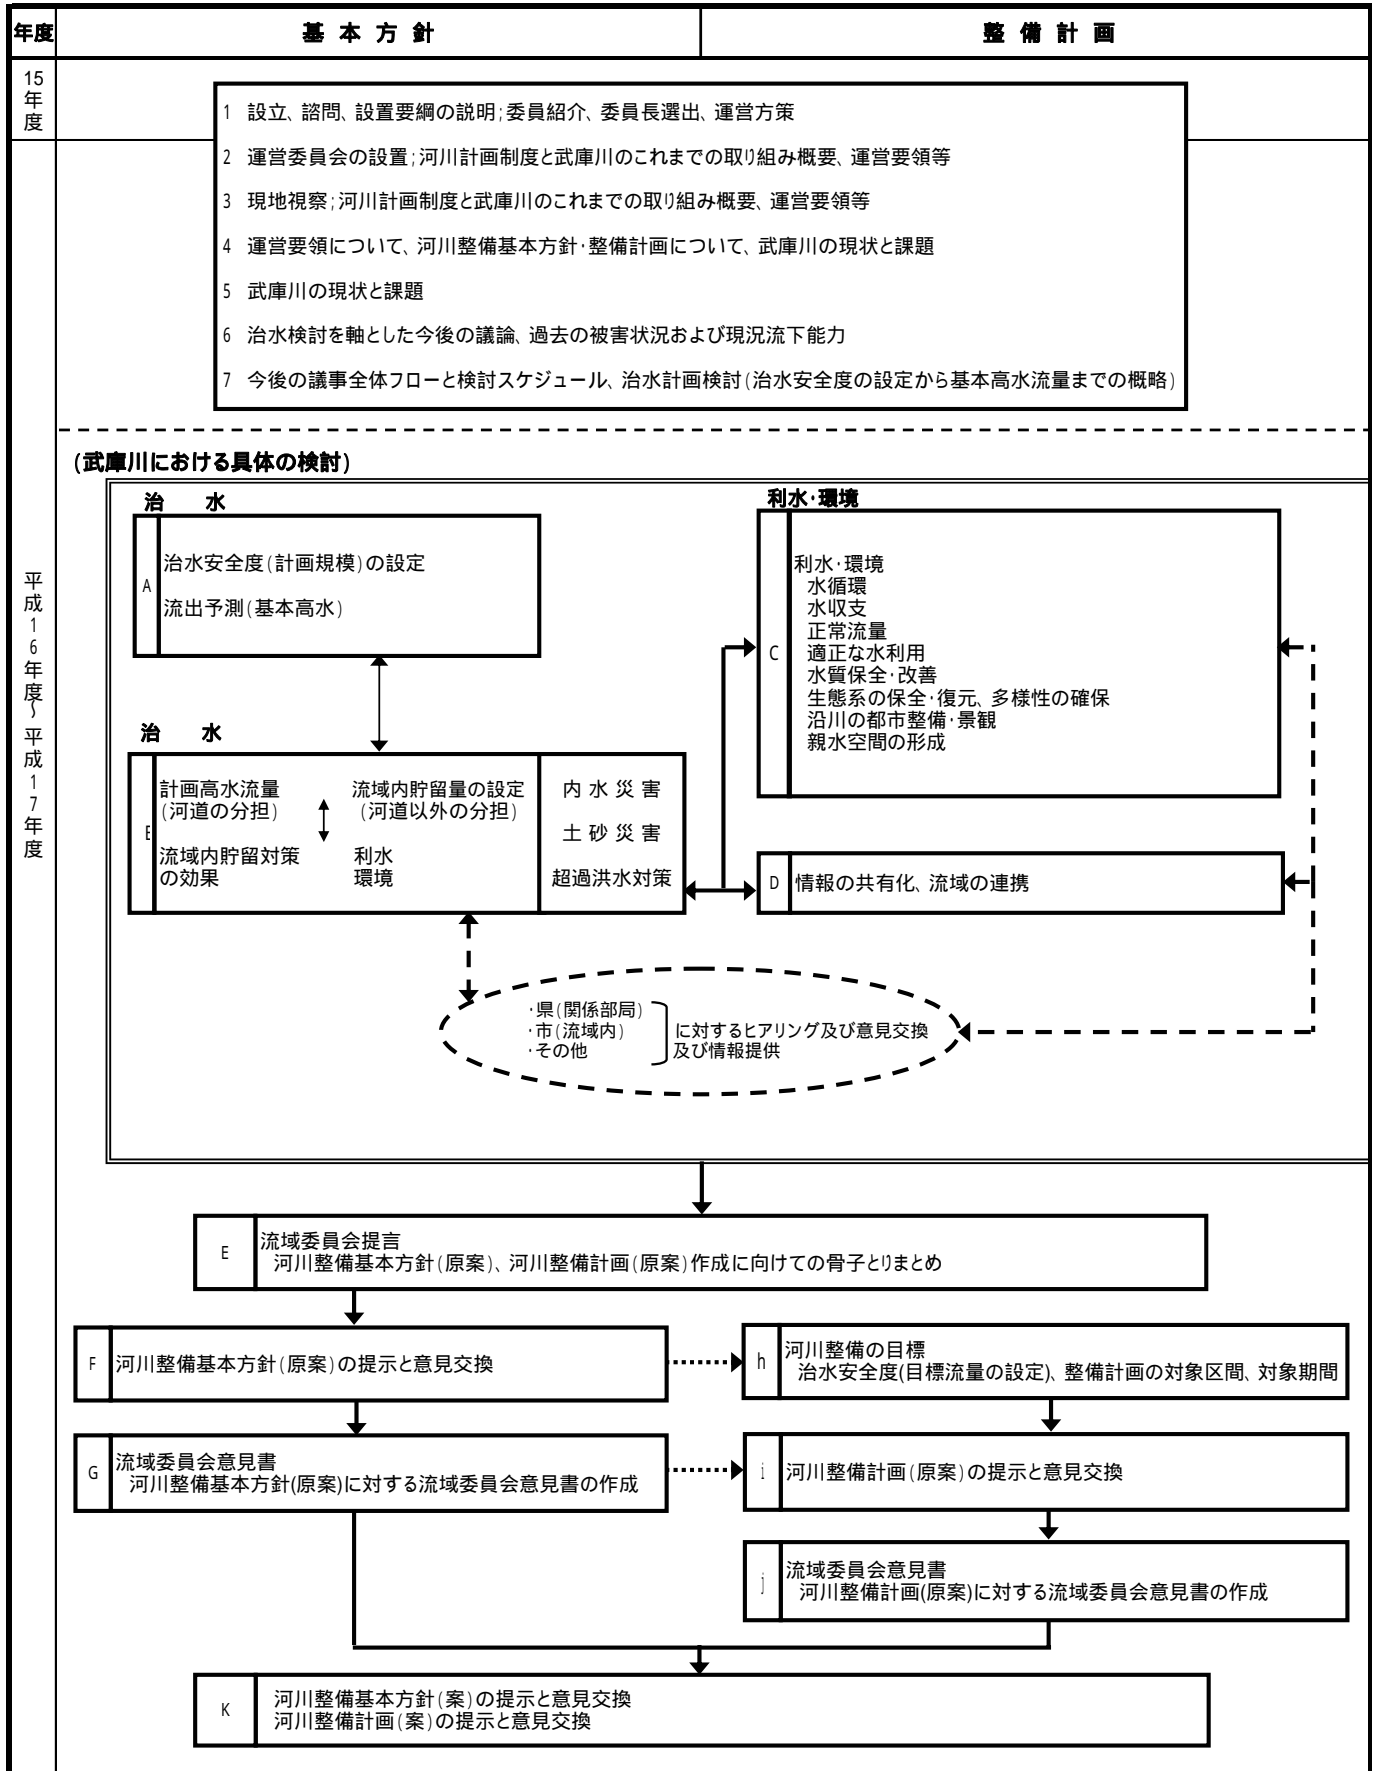 年度
基本方針
整備計画
15年度
1 設立、諮問、設置要綱の説明;委員紹介、委員長選出、運営方策
2 運営委員会の設置;河川計画制度と武庫川のこれまでの取り組み概要、運営要領等
3 現地視察;河川計画制度と武庫川のこれまでの取り組み概要、運営要領等
4 運営要領について、河川整備基本方針・整備計画について、武庫川の現状と課題
5 武庫川の現状と課題
6 治水検討を軸とした今後の議論、過去の被害状況および現況流下能力
7 今後の議事全体フローと検討スケジュール、治水計画検討(治水安全度の設定から基本高水流量までの概略)
平成16年度~平成17年度
(武庫川における具体の検討)
治 水
A
治水安全度(計画規模)の設定
流出予測(基本高水)
利水・環境
C
利水・環境
水循環
水収支
正常流量
適正な水利用
水質保全・改善
生態系の保全・復元、多様性の確保
沿川の都市整備・景観
親水空間の形成
治 水
B
計画高水流量
(河道の分担)
流域内貯留量の設定
(河道以外の分担)
流域内貯留対策
の効果
利水
環境
内水災害
土砂災害
超過洪水対策
D
情報の共有化、流域の連携
・県(関係部局)
・市(流域内)
・その他
に対するヒアリング及び意見交換
及び情報提供
E
流域委員会提言
河川整備基本方針(原案)、河川整備計画(原案)作成に向けての骨子とりまとめ
F
河川整備基本方針(原案)の提示と意見交換
h
河川整備の目標
治水安全度(目標流量の設定)、整備計画の対象区間、対象期間
G
流域委員会意見書
河川整備基本方針(原案)に対する流域委員会意見書の作成
i
河川整備計画(原案)の提示と意見交換
j
流域委員会意見書
河川整備計画(原案)に対する流域委員会意見書の作成
K
河川整備基本方針(案)の提示と意見交換
河川整備計画(案)の提示と意見交換